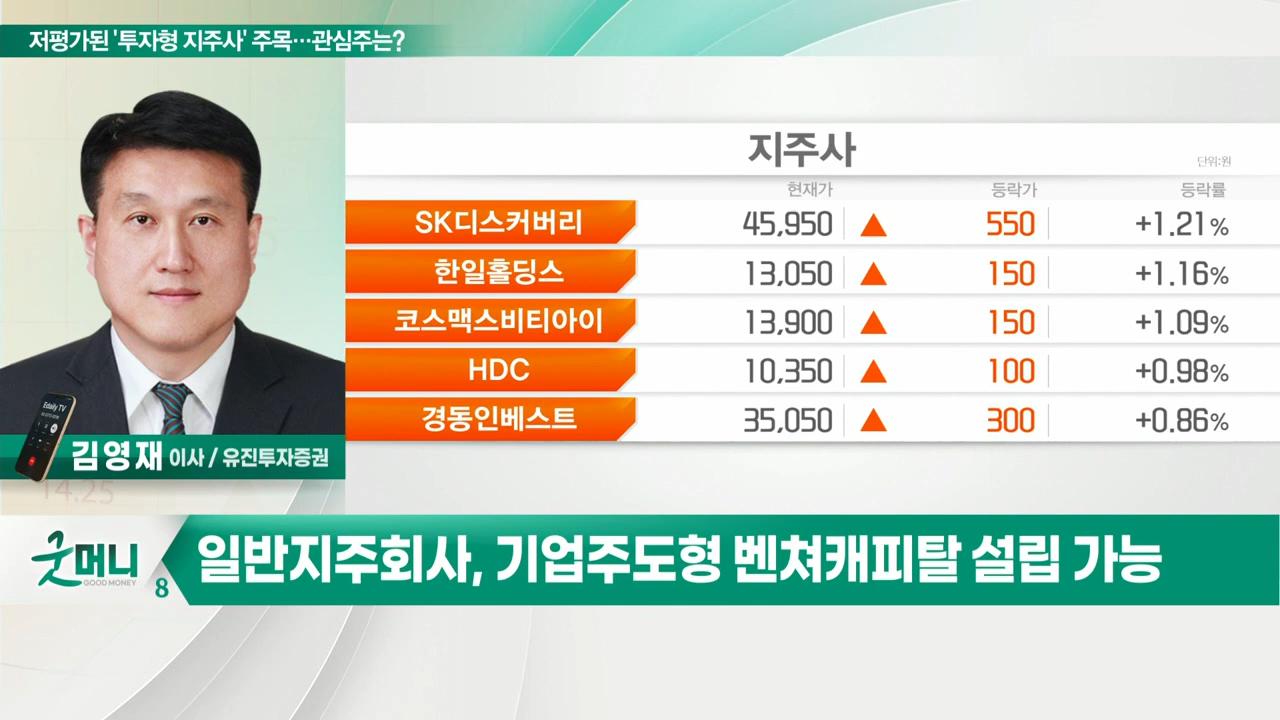 저평가된 '투자형 지주사' 주목…관심주는?
지주사
단위:원
현재가 등락가 등락률
SK디스커버리 45,950 ▲ 550 +1.21%
한일홀딩스 13,050 ▲ 150 +1.16%
코스맥스비티아이 13,900 ▲ 150 +1.09%
HDC 10,350 ▲ 100 +0.98%
경동인베스트 35,050 ▲ 300 +0.86%
Edaily TV
김영재 이사 / 유진투자증권
14.25
굿머니
GOOD MONEY
8
일반지주회사, 기업주도형 벤쳐캐피탈 설립 가능